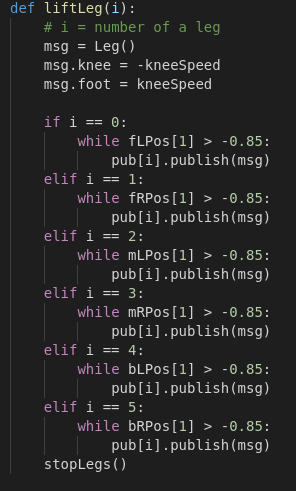 def liftLeg(i):
    # i = number of a leg
    msg = Leg()
    msg.knee = -kneeSpeed
    msg.foot = kneeSpeed

    if i == 0:
        while fLPos[1] > -0.85:
            pub[i].publish(msg)
    elif i == 1:
        while fRPos[1] > -0.85:
            pub[i].publish(msg)
    elif i == 2:
        while mLPos[1] > -0.85:
            pub[i].publish(msg)
    elif i == 3:
        while mRPos[1] > -0.85:
            pub[i].publish(msg)
    elif i == 4:
        while bLPos[1] > -0.85:
            pub[i].publish(msg)
    elif i == 5:
        while bRPos[1] > -0.85:
            pub[i].publish(msg)
    stopLegs()